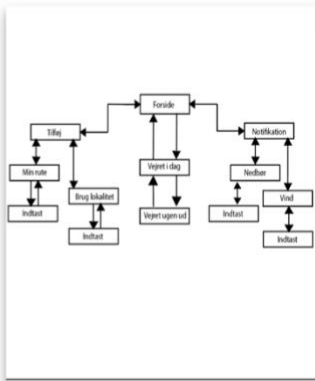 Forside
Tilføj
Notifikation
Min rute
Vejret i dag
Nedbør
Brug lokalitet
Vind
Indtast
Vejret ugen ud
Indtast
Indtast
Indtast